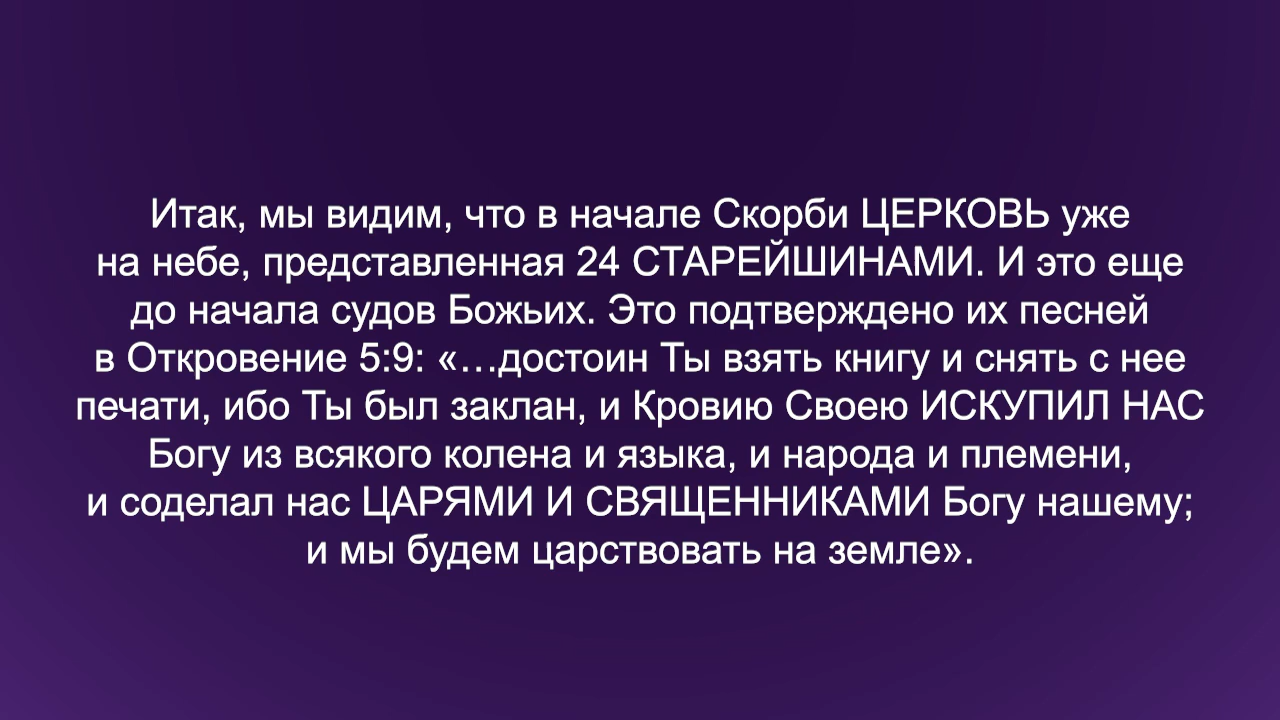 Итак, мы видим, что в начале Скорби ЦЕРКОВЬ уже
на небе, представленная 24 СТАРЕЙШИНАМИ. И это еще
до начала судов Божьих. Это подтверждено их песней
в Откровение 5:9: «…достоин Ты взять книгу и снять с нее
печати, ибо Ты был заклан, и Кровию Своею ИСКУПИЛ НАС
Богу из всякого колена и языка, и народа и племени,
и соделал нас ЦАРЯМИ И СВЯЩЕННИКАМИ Богу нашему;
и мы будем царствовать на земле».